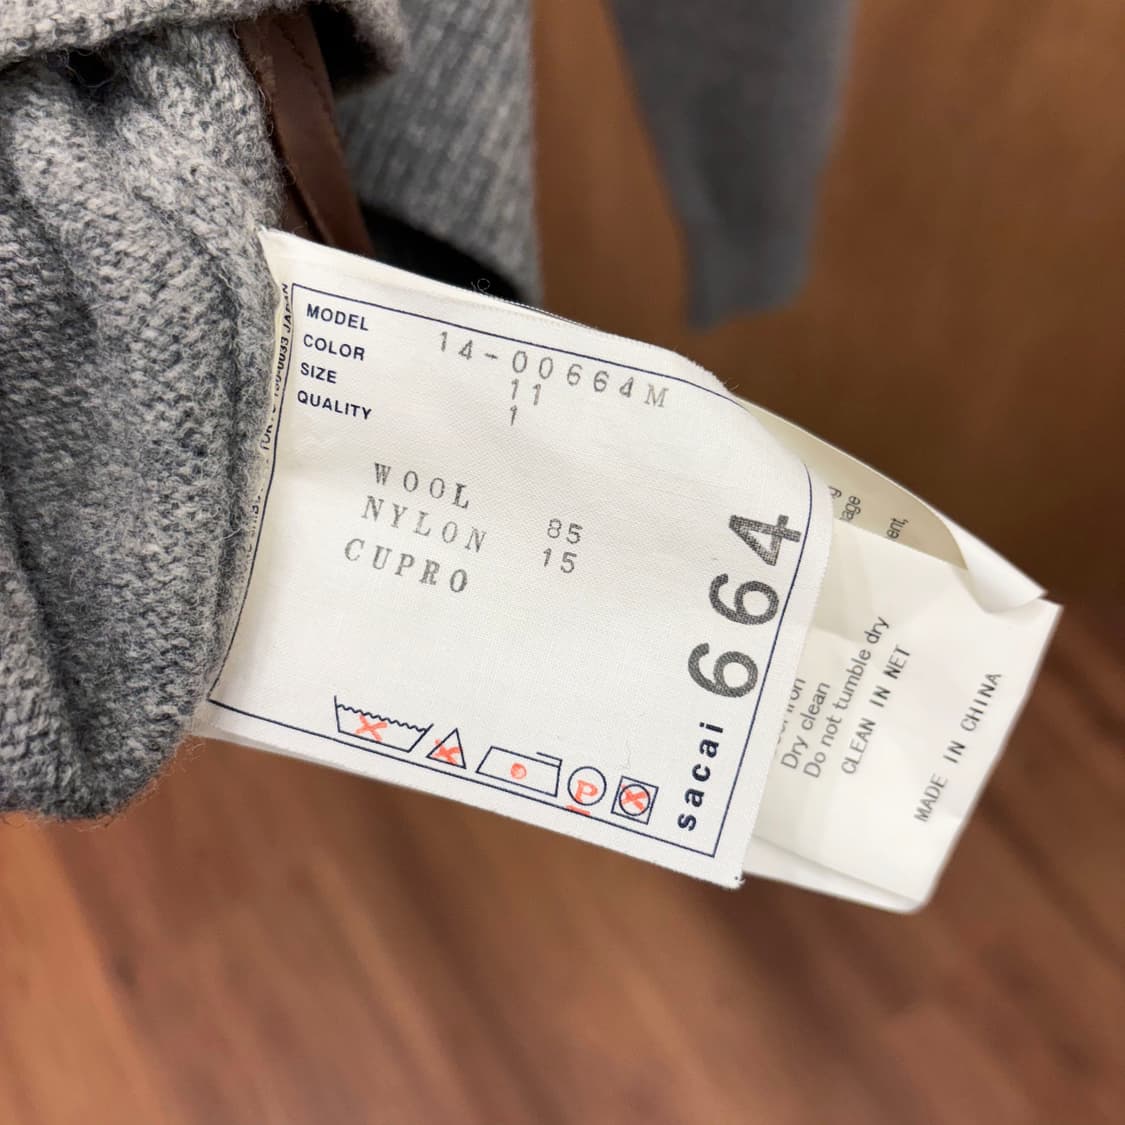 MODEL 14-00664M
COLOR 11
SIZE 1
QUALITY
WOOL 85
NYLON 15
CUPRO
P
sacai 664
Dry clean
Do not tumble dry
CLEAN IN NET
MADE IN CHINA